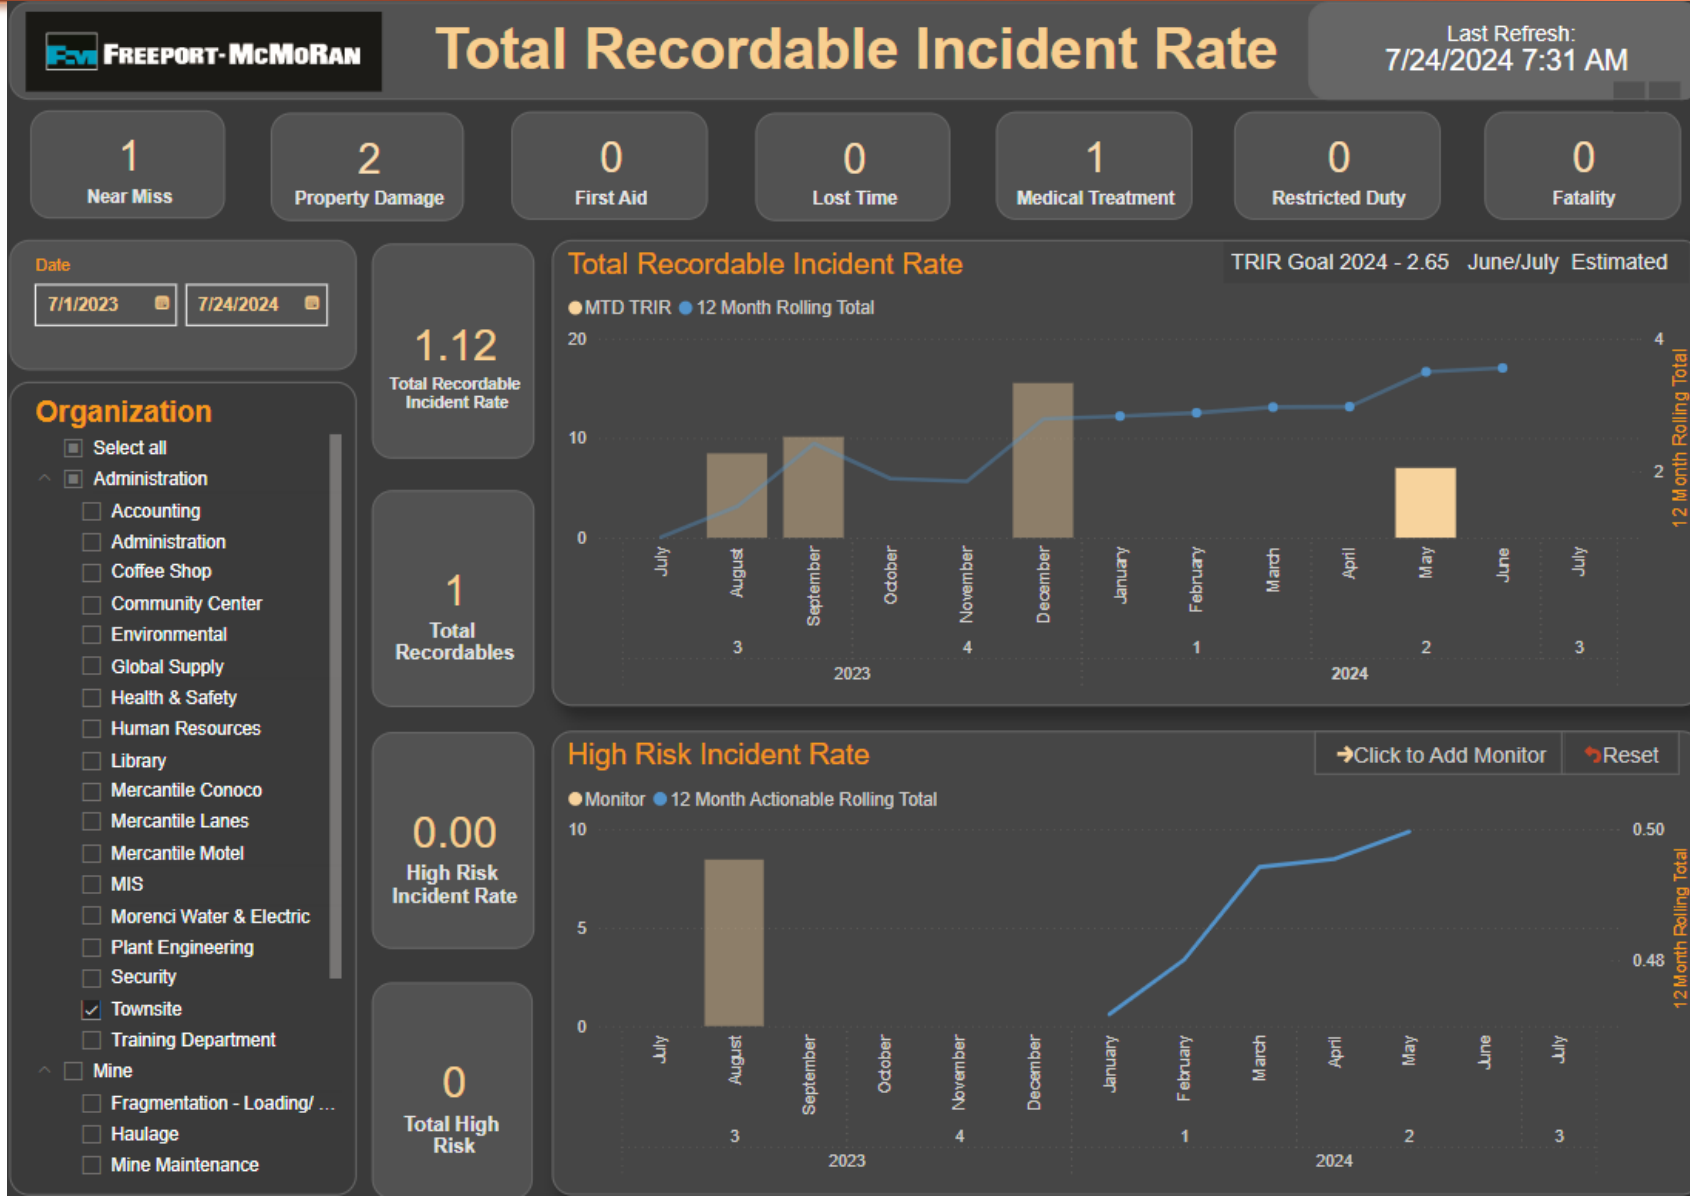 FREEPORT-MCMORAN
Total Recordable Incident Rate
Last Refresh:
7/24/2024 7:31 AM
1
Near Miss
2
Property Damage
0
First Aid
0
Lost Time
1
Medical Treatment
0
Restricted Duty
0
Fatality
Date
7/1/2023
7/24/2024
Organization
Select all
Administration
Accounting
Administration
Coffee Shop
Community Center
Environmental
Global Supply
Health & Safety
Human Resources
Library
Mercantile Conoco
Mercantile Lanes
Mercantile Motel
MIS
Morenci Water & Electric
Plant Engineering
Security
Townsite
Training Department
Mine
Fragmentation - Loading/ ...
Haulage
Mine Maintenance
1.12
Total Recordable
Incident Rate
1
Total
Recordables
0.00
High Risk
Incident Rate
0
Total High
Risk
Total Recordable Incident Rate
TRIR Goal 2024 - 2.65 June/July Estimated
MTD TRIR 12 Month Rolling Total
20
10
0
4
2
12 Month Rolling Total
July
August
September
October
November
December
January
February
March
April
May
June
July
3 4 1 2 3
2023 2024
High Risk Incident Rate
Click to Add Monitor
Reset
Monitor 12 Month Actionable Rolling Total
10
5
0
0.50
0.48
12 Month Rolling Total
July
August
September
October
November
December
January
February
March
April
May
June
July
3 4 1 2 3
2023 2024